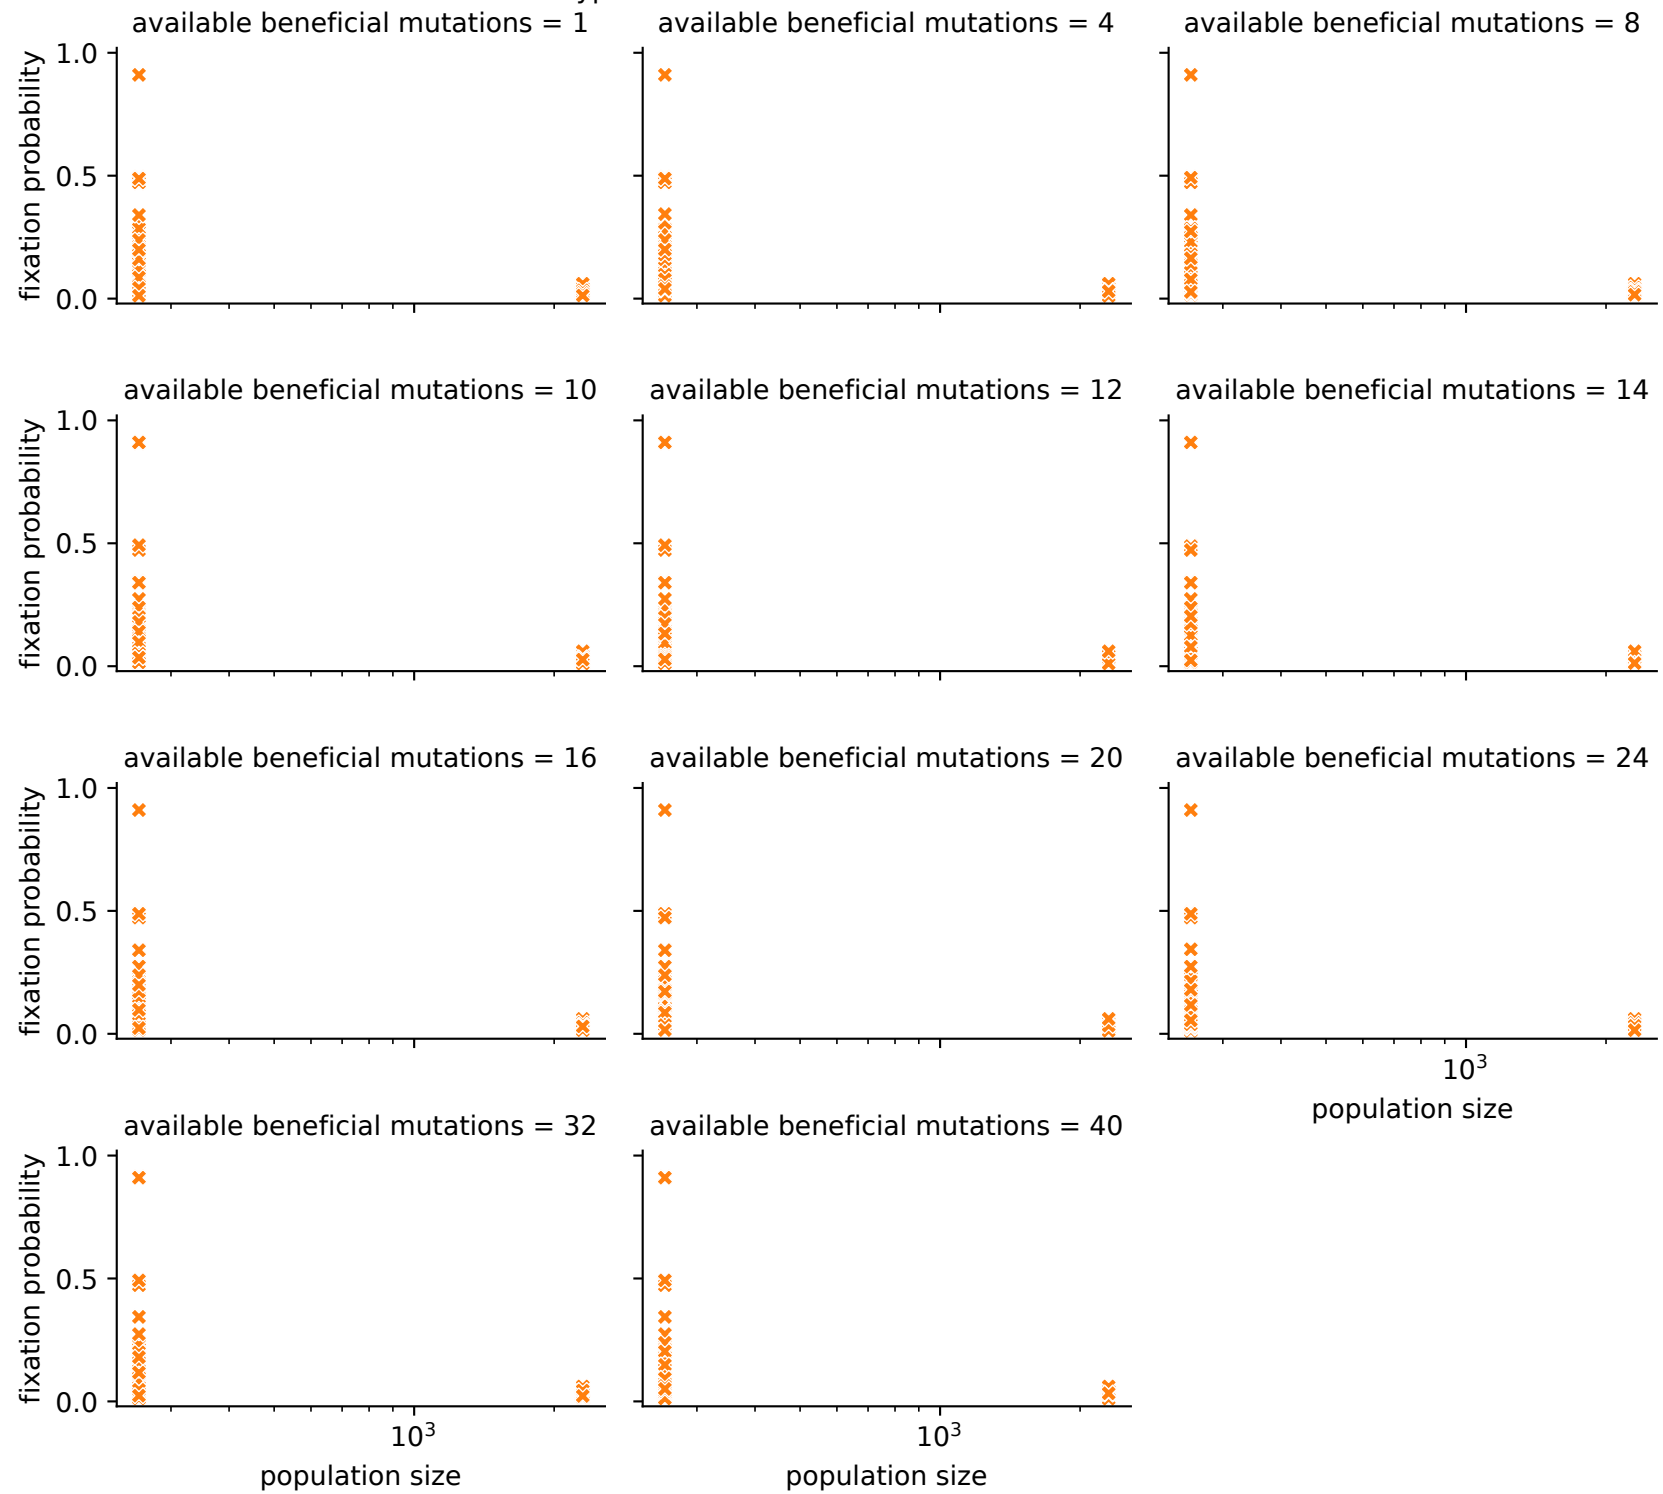 available beneficial mutations = 1
available beneficial mutations = 4
available beneficial mutations = 8
fixation probability
1.0
0.5
0.0
available beneficial mutations = 10
available beneficial mutations = 12
available beneficial mutations = 14
fixation probability
1.0
0.5
0.0
available beneficial mutations = 16
available beneficial mutations = 20
available beneficial mutations = 24
fixation probability
1.0
0.5
0.0
10³
population size
available beneficial mutations = 32
available beneficial mutations = 40
fixation probability
1.0
0.5
0.0
10³
10³
population size
population size